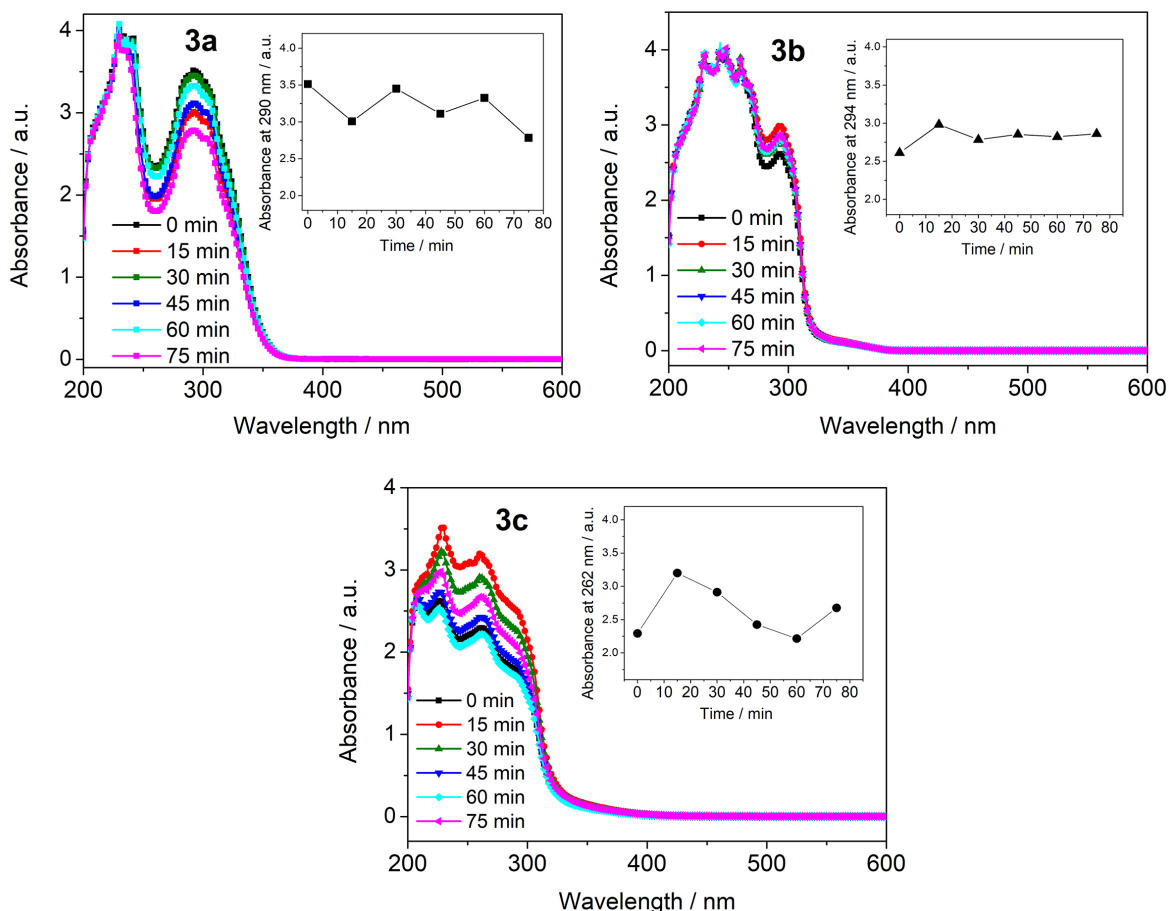 3a
Absorbance / a.u.
4
3
2
1
0
200 300 400 500 600
Wavelength / nm
0 min
15 min
30 min
45 min
60 min
75 min
Absorbance at 290 nm / a.u.
4.0
3.5
3.0
2.5
2.0
0 10 20 30 40 50 60 70 80
Time / min
3b
Absorbance / a.u.
4
3
2
1
0
200 300 400 500 600
Wavelength / nm
0 min
15 min
30 min
45 min
60 min
75 min
Absorbance at 294 nm / a.u.
4.0
3.5
3.0
2.5
2.0
0 10 20 30 40 50 60 70 80
Time / min
3c
Absorbance / a.u.
4
3
2
1
0
200 300 400 500 600
Wavelength / nm
0 min
15 min
30 min
45 min
60 min
75 min
Absorbance at 262 nm / a.u.
4.0
3.5
3.0
2.5
2.0
0 10 20 30 40 50 60 70 80
Time / min